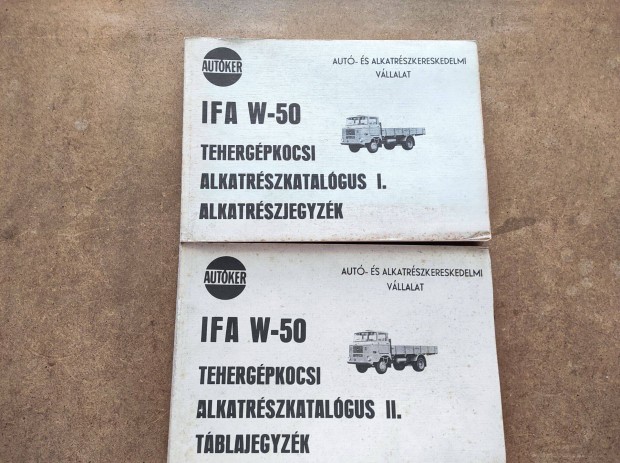 AUTÓKER
AUTÓ- ÉS ALKATRÉSZKERESKEDELMI
VÁLLALAT
IFA W-50
TEHERGÉPKOCSI
ALKATRÉSZKATALÓGUS I.
ALKATRÉSZJEGYZÉK
AUTÓKER
AUTÓ- ÉS ALKATRÉSZKERESKEDELMI
VÁLLALAT
IFA W-50
TEHERGÉPKOCSI
ALKATRÉSZKATALÓGUS II.
TÁBLAJEGYZÉK